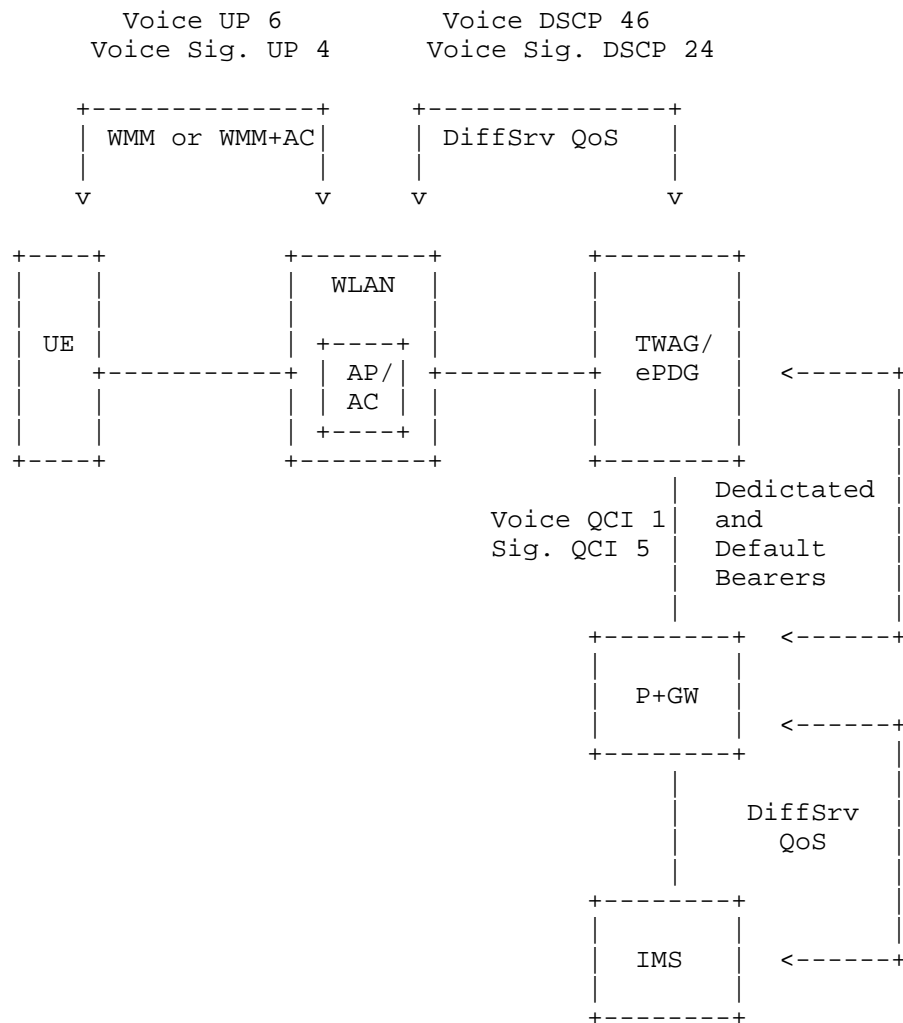 Voice UP 6 Voice DSCP 46
Voice Sig. UP 4 Voice Sig. DSCP 24
WMM or WMM+AC DiffSrv QoS
WLAN
UE TWAG/
AP/ ePDG
AC
Dedictated
Voice QCI 1 and
Sig. QCI 5 Default
Bearers
P+GW
DiffSrv
QoS
IMS